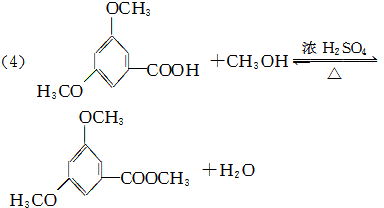 OCH₃
(4)
COOH + CH₃OH 浓 H₂SO₄ ⇌ △
H₃CO
OCH₃
COOCH₃ + H₂O
H₃CO